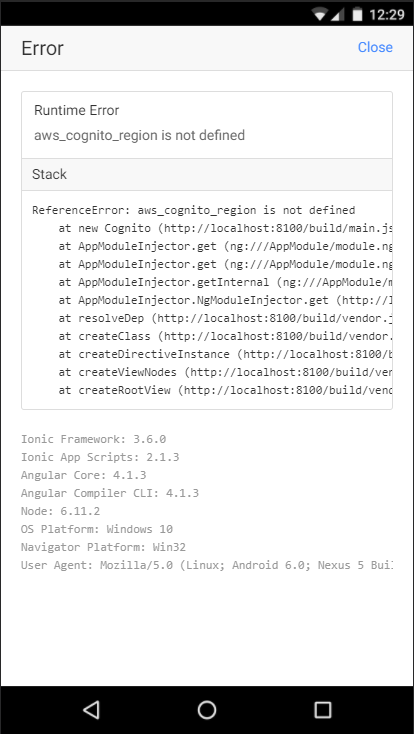 12:29
Error Close
Runtime Error
aws_cognito_region is not defined
Stack
ReferenceError: aws_cognito_region is not defined
at new Cognito (http://localhost:8100/build/main.js
at AppModuleInjector.get (ng:///AppModule/module.ng
at AppModuleInjector.get (ng:///AppModule/module.ng
at AppModuleInjector.getInternal (ng:///AppModule/m
at AppModuleInjector.NgModuleInjector.get (http://l
at resolveDep (http://localhost:8100/build/vendor.j
at createClass (http://localhost:8100/build/vendor.
at createDirectiveInstance (http://localhost:8100/b
at createViewNodes (http://localhost:8100/build/ven
at createRootView (http://localhost:8100/build/vend
Ionic Framework: 3.6.0
Ionic App Scripts: 2.1.3
Angular Core: 4.1.3
Angular Compiler CLI: 4.1.3
Node: 6.11.2
OS Platform: Windows 10
Navigator Platform: Win32
User Agent: Mozilla/5.0 (Linux; Android 6.0; Nexus 5 Buil